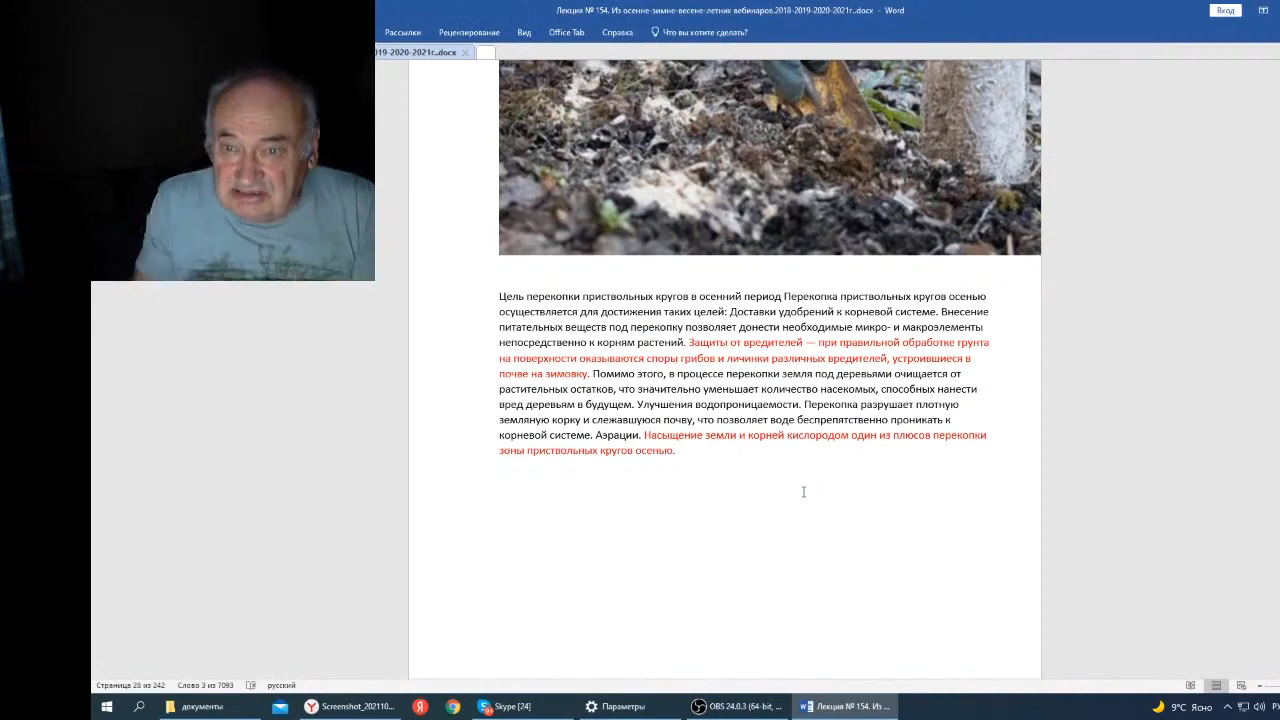 Лекция № 154. Из осенне-зимне-весене-летних вебинаров.2018-2019-2020-2021г..docx - Word
Вход
Рассылки Рецензирование Вид Office Tab Справка Что вы хотите сделать?
019-2020-2021г..docx
Цель перекопки приствольных кругов в осенний период Перекопка приствольных кругов осенью
осуществляется для достижения таких целей: Доставки удобрений к корневой системе. Внесение
питательных веществ под перекопку позволяет донести необходимые микро- и макроэлементы
непосредственно к корням растений. Защиты от вредителей — при правильной обработке грунта
на поверхности оказываются споры грибов и личинки различных вредителей, устроившиеся в
почве на зимовку. Помимо этого, в процессе перекопки земля под деревьями очищается от
растительных остатков, что значительно уменьшает количество насекомых, способных нанести
вред деревьям в будущем. Улучшения водопроницаемости. Перекопка разрушает плотную
земляную корку и слежавшуюся почву, что позволяет воде беспрепятственно проникать к
корневой системе. Аэрации. Насыщение земли и корней кислородом один из плюсов перекопки
зоны приствольных кругов осенью.
Страница 28 из 242 Слово 3 из 7093 русский
документы Screenshot_202110... Skype [24] Параметры OBS 24.0.3 (64-bit, ... Лекция № 154. Из ... 9°C Ясно